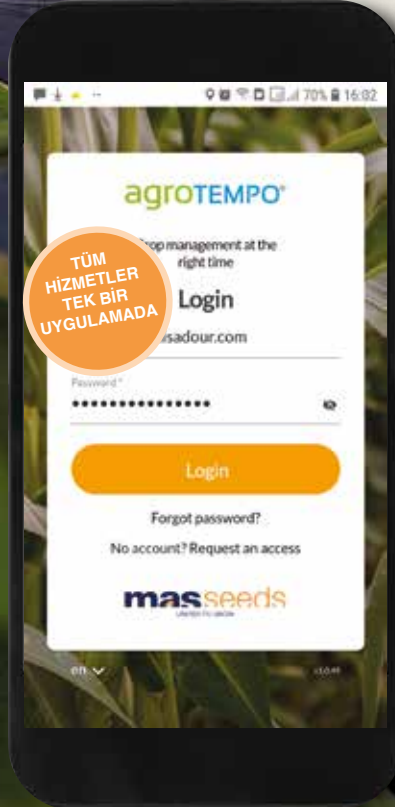 70% 16:02
agroTEMPO
rop management at the
right time
TÜM
HİZMETLER
TEK BİR
UYGULAMADA
Login
sadour.com
Password*
Login
Forgot password?
No account? Request an access
masseeds
en